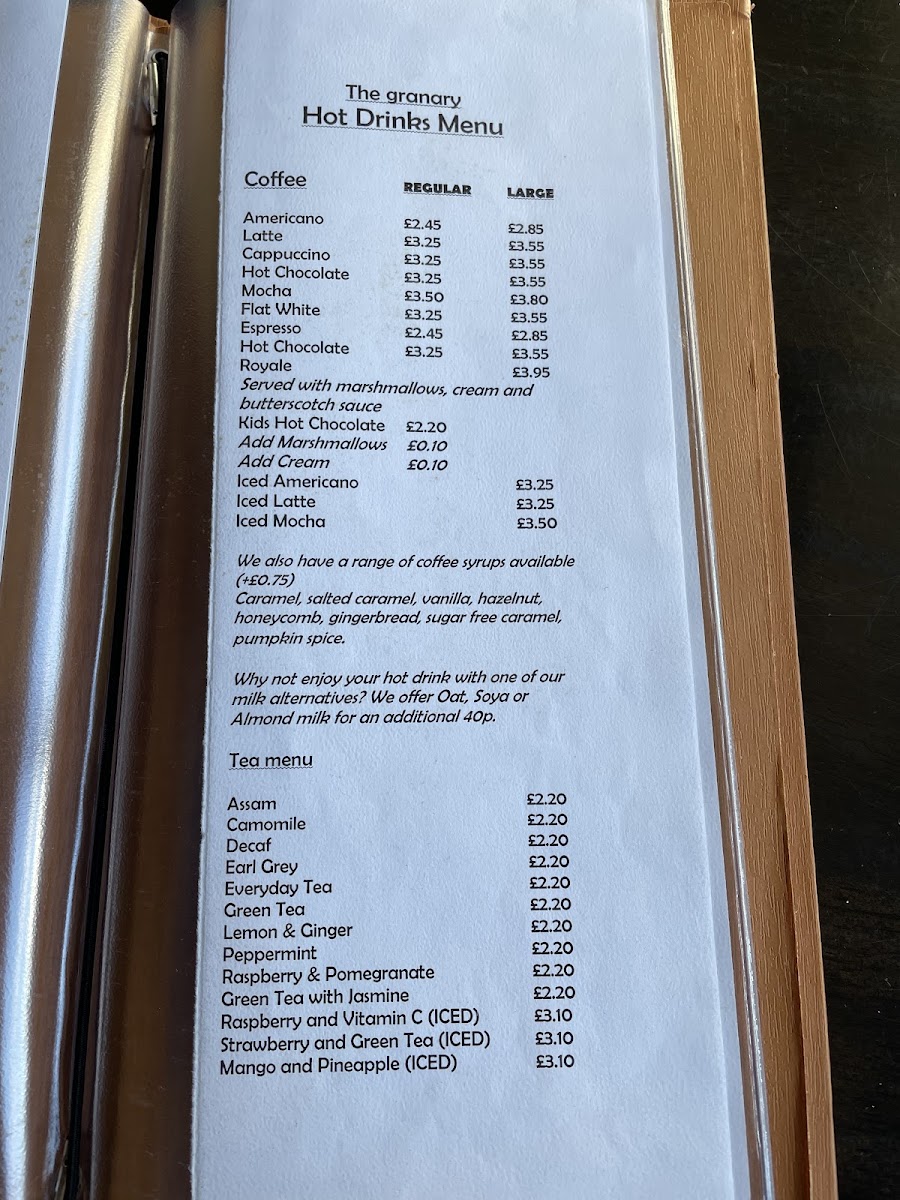 The granary
Hot Drinks Menu
Coffee REGULAR LARGE
Americano £2.45 £2.85
Latte £3.25 £3.55
Cappuccino £3.25 £3.55
Hot Chocolate £3.25 £3.55
Mocha £3.50 £3.80
Flat White £3.25 £3.55
Espresso £2.45 £2.85
Hot Chocolate £3.25 £3.55
Royale £3.95
Served with marshmallows, cream and
butterscotch sauce
Kids Hot Chocolate £2.20
Add Marshmallows £0.10
Add Cream £0.10
Iced Americano £3.25
Iced Latte £3.25
Iced Mocha £3.50
We also have a range of coffee syrups available
(+£0.75)
Caramel, salted caramel, vanilla, hazelnut,
honeycomb, gingerbread, sugar free caramel,
pumpkin spice.
Why not enjoy your hot drink with one of our
milk alternatives? We offer Oat, Soya or
Almond milk for an additional 40p.
Tea menu
Assam £2.20
Camomile £2.20
Decaf £2.20
Earl Grey £2.20
Everyday Tea £2.20
Green Tea £2.20
Lemon & Ginger £2.20
Peppermint £2.20
Raspberry & Pomegranate £2.20
Green Tea with Jasmine £2.20
Raspberry and Vitamin C (ICED) £3.10
Strawberry and Green Tea (ICED) £3.10
Mango and Pineapple (ICED) £3.10